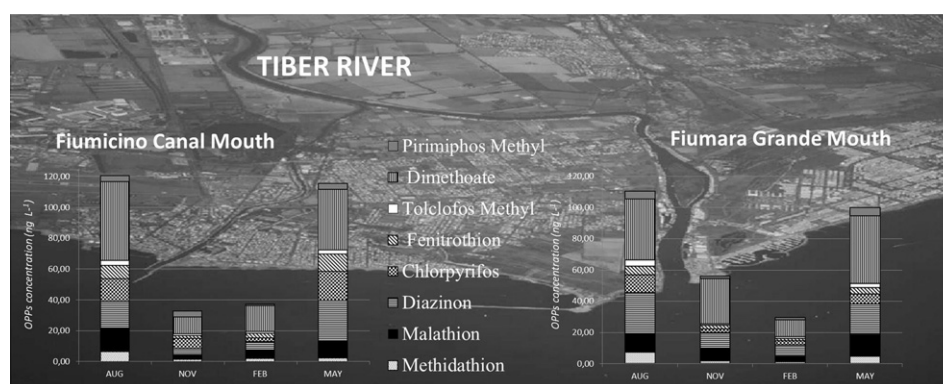 TIBER RIVER
Fiumicino Canal Mouth
OPPs concentration (ng L-1)
120,00
100,00
80,00
60,00
40,00
20,00
0,00
AUG NOV FEB MAY
Pirimiphos Methyl
Dimethoate
Tolclofos Methyl
Fenitrothion
Chlorpyrifos
Diazinon
Malathion
Methidathion
Fiumara Grande Mouth
OPPs concentration (ng L-1)
120,00
100,00
80,00
60,00
40,00
20,00
0,00
AUG NOV FEB MAY